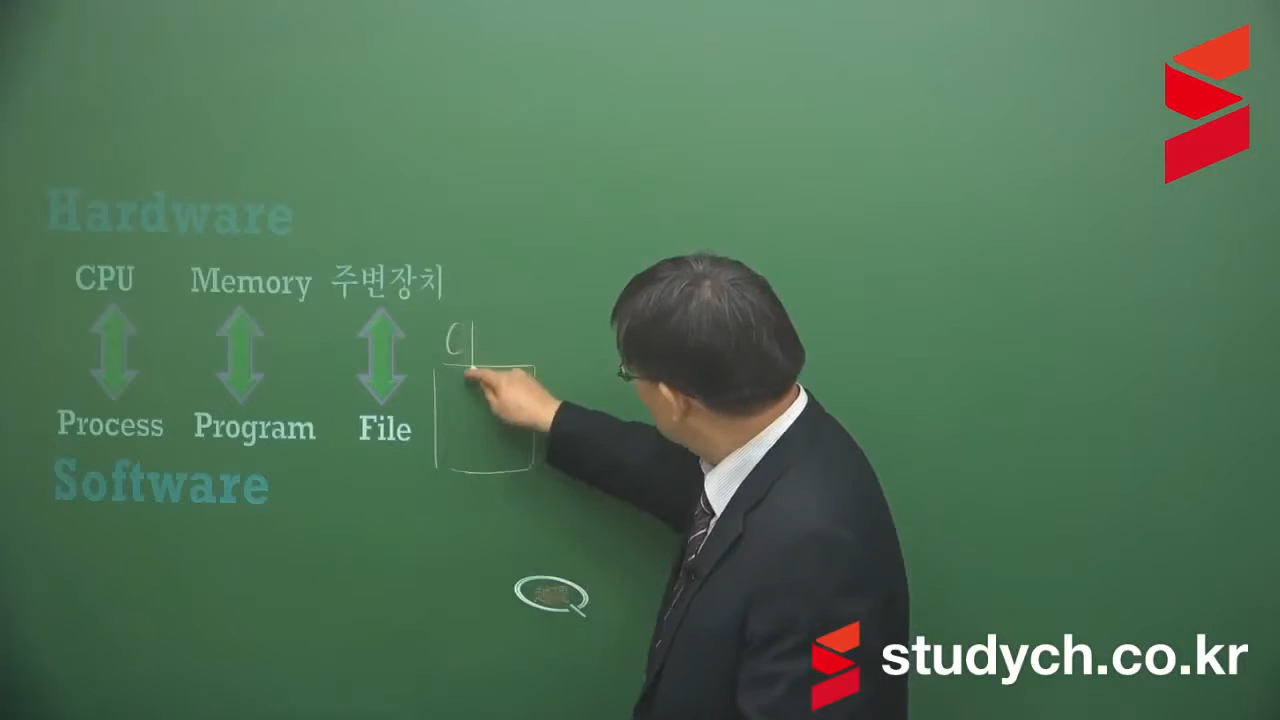 Hardware
CPU Memory 주변장치
C
Process Program File
Software
studych.co.kr